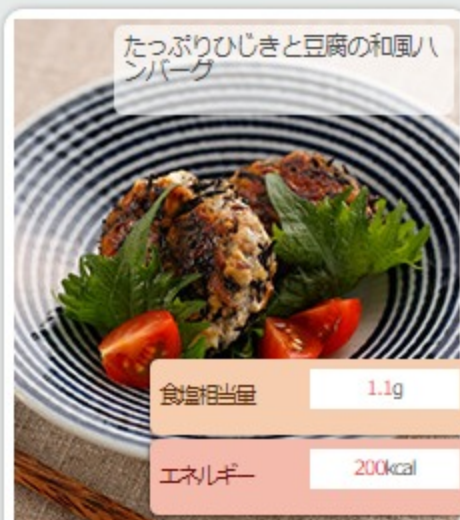 たっぷりひじきと豆腐の和風ハ
ンバーグ
食塩相当量 1.1g
エネルギー 200kcal